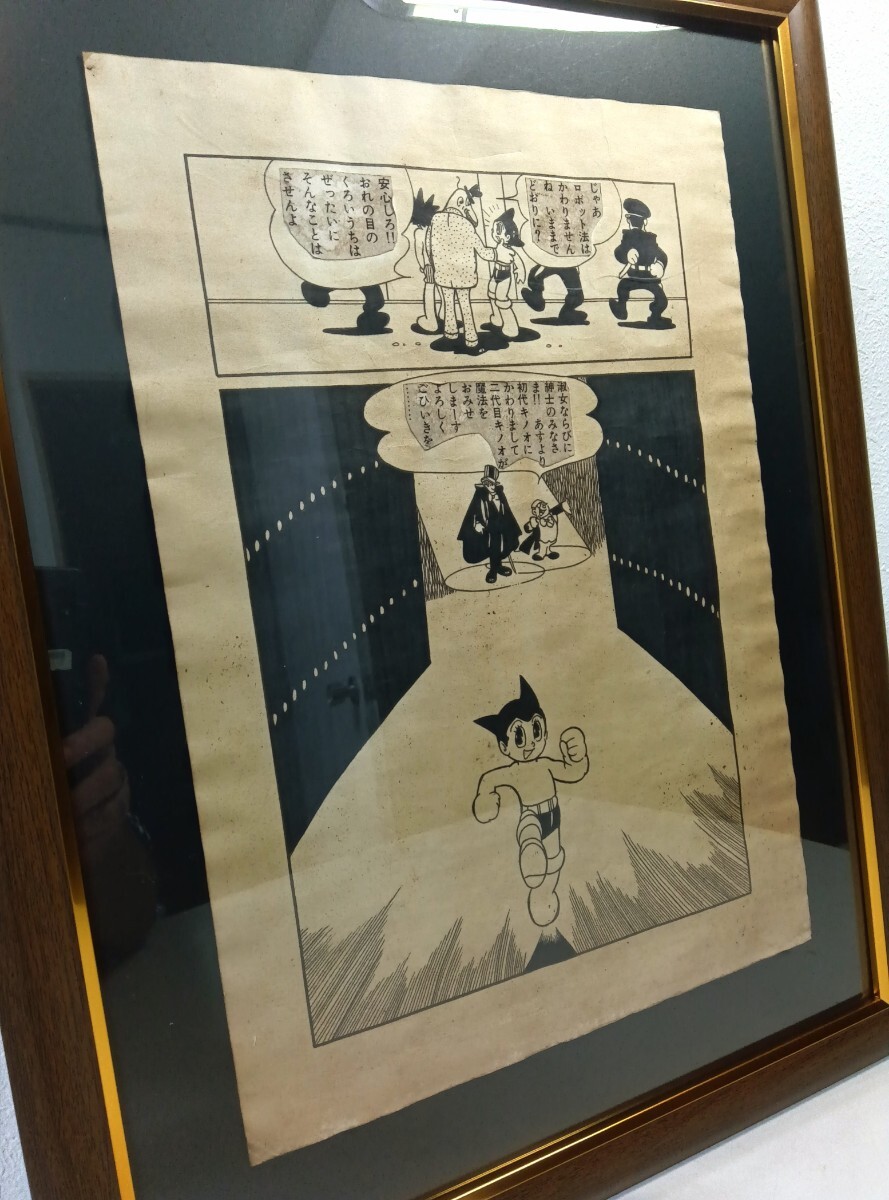 じゃあ
ロボット法は
かわりません
ね いままで
どおりに?
安心しろ!!
おれの目の
くろいうちは
ぜったいに
そんなことは
させんよ
淑女ならびに
紳士のみなさ
ま!! あすより
初代キノオに
かわりまして
二代目キノオが
魔法を
おみせ
しまーす
よろしく
ごひいきを
………